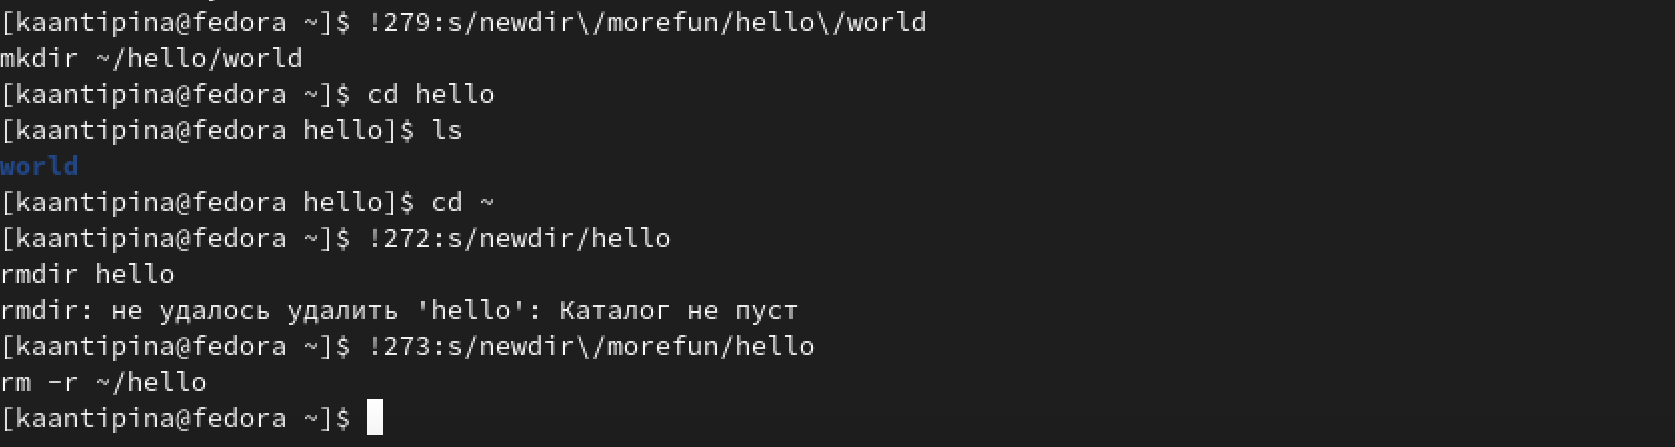 [kaantipina@fedora ~]$ !279:s/newdir\/morefun/hello\/world
mkdir ~/hello/world
[kaantipina@fedora ~]$ cd hello
[kaantipina@fedora hello]$ ls
world
[kaantipina@fedora hello]$ cd ~
[kaantipina@fedora ~]$ !272:s/newdir/hello
rmdir hello
rmdir: не удалось удалить 'hello': Каталог не пуст
[kaantipina@fedora ~]$ !273:s/newdir\/morefun/hello
rm -r ~/hello
[kaantipina@fedora ~]$